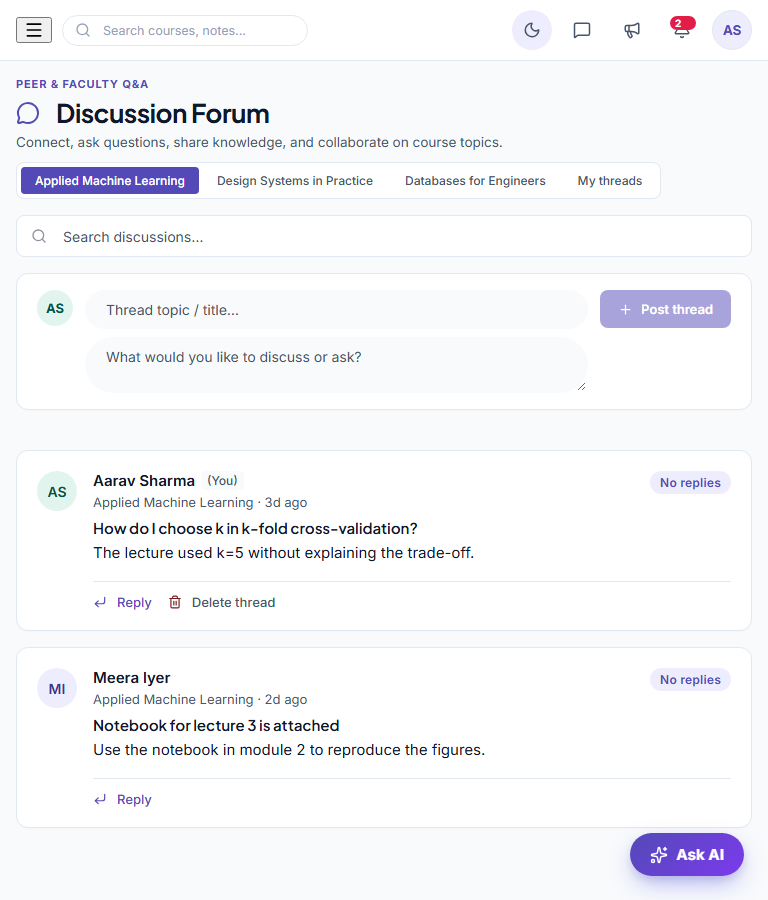 Search courses, notes...
2
AS
PEER & FACULTY Q&A
Discussion Forum
Connect, ask questions, share knowledge, and collaborate on course topics.
Applied Machine Learning
Design Systems in Practice
Databases for Engineers
My threads
Search discussions...
AS
Thread topic / title...
Post thread
What would you like to discuss or ask?
AS
Aarav Sharma (You)
No replies
Applied Machine Learning · 3d ago
How do I choose k in k-fold cross-validation?
The lecture used k=5 without explaining the trade-off.
Reply
Delete thread
MI
Meera Iyer
No replies
Applied Machine Learning · 2d ago
Notebook for lecture 3 is attached
Use the notebook in module 2 to reproduce the figures.
Reply
Ask AI